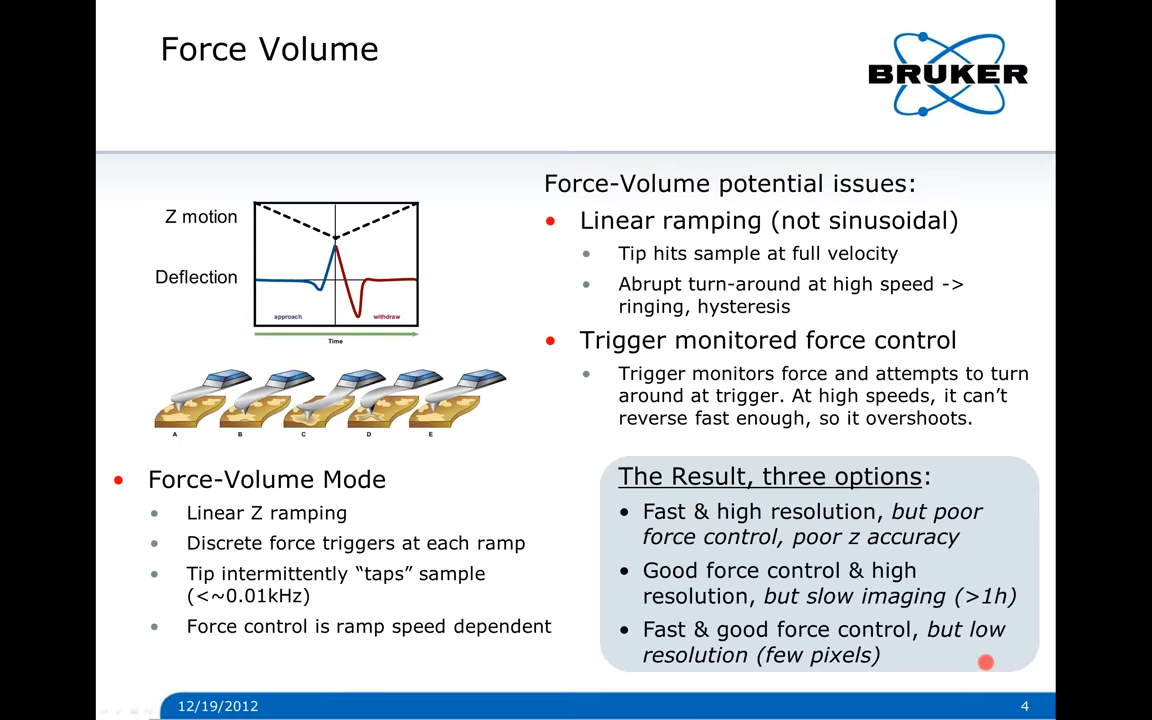 Force Volume
BRUKER
Z motion
Deflection
approach
withdraw
Time
A
B
C
D
E
• Force-Volume Mode
• Linear Z ramping
• Discrete force triggers at each ramp
• Tip intermittently “taps” sample
(<~0.01kHz)
• Force control is ramp speed dependent
Force-Volume potential issues:
• Linear ramping (not sinusoidal)
• Tip hits sample at full velocity
• Abrupt turn-around at high speed ->
ringing, hysteresis
• Trigger monitored force control
• Trigger monitors force and attempts to turn
around at trigger. At high speeds, it can’t
reverse fast enough, so it overshoots.
The Result, three options:
• Fast & high resolution, but poor
force control, poor z accuracy
• Good force control & high
resolution, but slow imaging (>1h)
• Fast & good force control, but low
resolution (few pixels)
12/19/2012
4